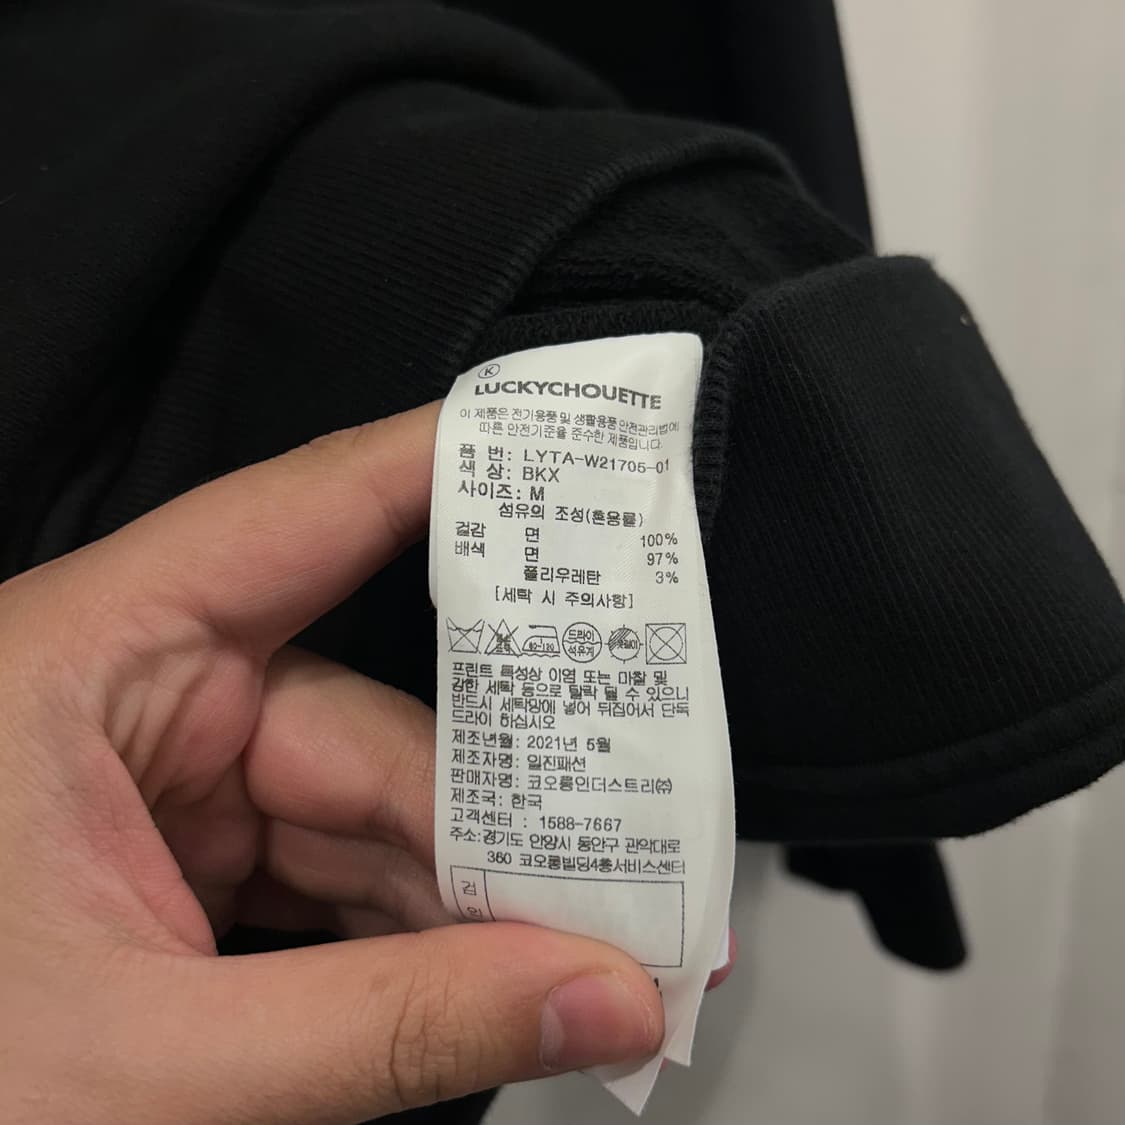 K
LUCKYCHOUETTE
이 제품은 전기용품 및 생활용품 안전관리법에
따른 안전기준을 준수한 제품입니다.
품 번: LYTA-W21705-01
색 상: BKX
사이즈: M
섬유의 조성(혼용률)
겉감 면 100%
배색 면 97%
폴리우레탄 3%
[세탁 시 주의사항]
드라이
석유계
프린트 특성상 이염 또는 마찰 및
강한 세탁 등으로 탈락 될 수 있으니
반드시 세탁망에 넣어 뒤집어서 단독
드라이 하십시오
제조년월: 2021년 5월
제조자명: 일진패션
판매자명: 코오롱인더스트리㈜
제조국: 한국
고객센터 : 1588-7667
주소:경기도 안양시 동안구 관악대로
360 코오롱빌딩4층서비스센터
검
인